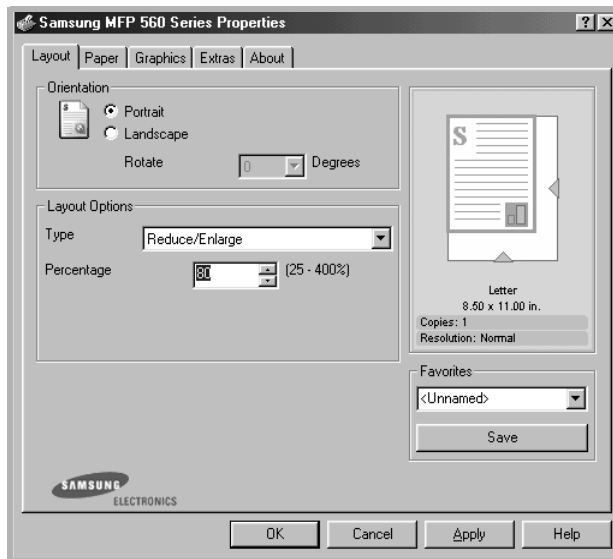 Samsung MFP 560 Series Properties
Layout Paper Graphics Extras About
Orientation
S
Portrait
Landscape
Rotate 0 Degrees
Layout Options
Type Reduce/Enlarge
Percentage 80 (25 - 400%)
S
Letter
8.50 x 11.00 in.
Copies: 1
Resolution: Normal
Favorites
<Unnamed>
Save
SAMSUNG
ELECTRONICS
OK Cancel Apply Help